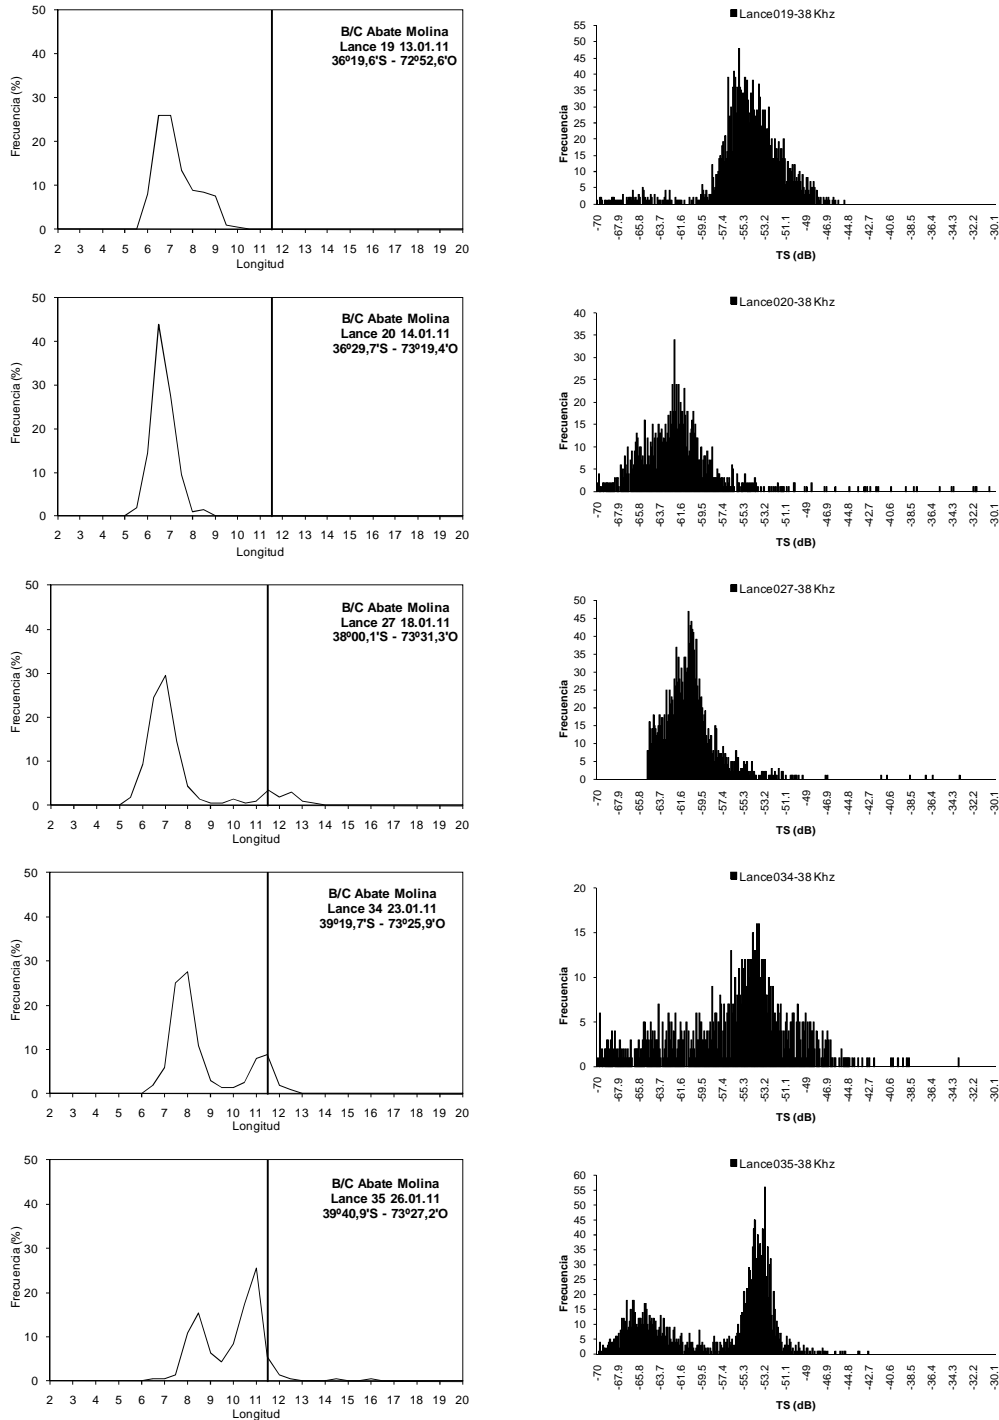 50
40
30
20
10
0
Frecuencia (%)
B/C Abate Molina
Lance 19 13.01.11
36º19,6'S - 72º52,6'O
2 3 4 5 6 7 8 9 10 11 12 13 14 15 16 17 18 19 20
Longitud
Lance019-38 Khz
55
50
45
40
35
30
25
20
15
10
5
0
Frecuencia
-70 -67.9 -65.8 -63.7 -61.6 -59.5 -57.4 -55.3 -53.2 -51.1 -49 -46.9 -44.8 -42.7 -40.6 -38.5 -36.4 -34.3 -32.2 -30.1
TS (dB)
50
40
30
20
10
0
Frecuencia (%)
B/C Abate Molina
Lance 20 14.01.11
36º29,7'S - 73º19,4'O
2 3 4 5 6 7 8 9 10 11 12 13 14 15 16 17 18 19 20
Longitud
Lance020-38 Khz
40
35
30
25
20
15
10
5
0
Frecuencia
-70 -67.9 -65.8 -63.7 -61.6 -59.5 -57.4 -55.3 -53.2 -51.1 -49 -46.9 -44.8 -42.7 -40.6 -38.5 -36.4 -34.3 -32.2 -30.1
TS (dB)
50
40
30
20
10
0
Frecuencia (%)
B/C Abate Molina
Lance 27 18.01.11
38º00,1'S - 73º31,3'O
2 3 4 5 6 7 8 9 10 11 12 13 14 15 16 17 18 19 20
Longitud
Lance027-38 Khz
50
45
40
35
30
25
20
15
10
5
0
Frecuencia
-70 -67.9 -65.8 -63.7 -61.6 -59.5 -57.4 -55.3 -53.2 -51.1 -49 -46.9 -44.8 -42.7 -40.6 -38.5 -36.4 -34.3 -32.2 -30.1
TS (dB)
50
40
30
20
10
0
Frecuencia (%)
B/C Abate Molina
Lance 34 23.01.11
39º19,7'S - 73º25,9'O
2 3 4 5 6 7 8 9 10 11 12 13 14 15 16 17 18 19 20
Longitud
Lance034-38 Khz
20
15
10
5
0
Frecuencia
-70 -67.9 -65.8 -63.7 -61.6 -59.5 -57.4 -55.3 -53.2 -51.1 -49 -46.9 -44.8 -42.7 -40.6 -38.5 -36.4 -34.3 -32.2 -30.1
TS (dB)
50
40
30
20
10
0
Frecuencia (%)
B/C Abate Molina
Lance 35 26.01.11
39º40,9'S - 73º27,2'O
2 3 4 5 6 7 8 9 10 11 12 13 14 15 16 17 18 19 20
Longitud
Lance035-38 Khz
60
55
50
45
40
35
30
25
20
15
10
5
0
Frecuencia
-70 -67.9 -65.8 -63.7 -61.6 -59.5 -57.4 -55.3 -53.2 -51.1 -49 -46.9 -44.8 -42.7 -40.6 -38.5 -36.4 -34.3 -32.2 -30.1
TS (dB)